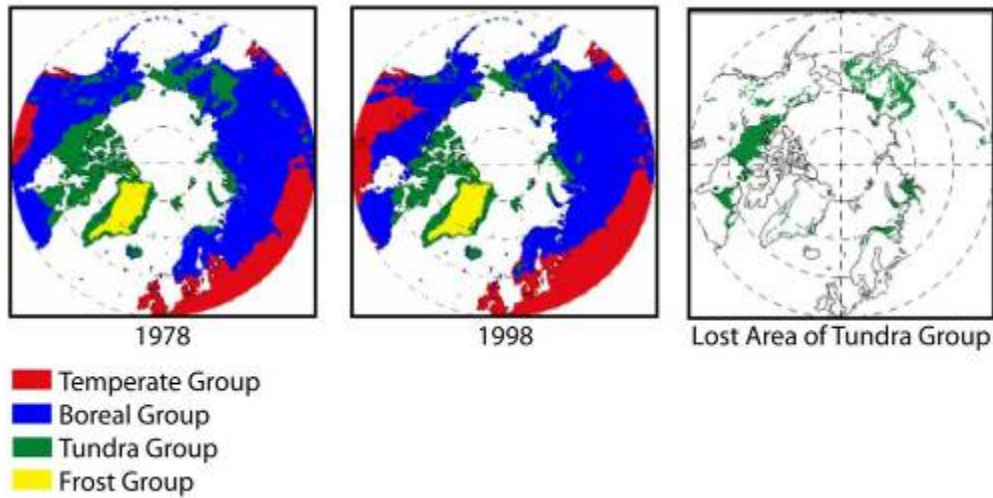 1978
1998
Lost Area of Tundra Group
Temperate Group
Boreal Group
Tundra Group
Frost Group